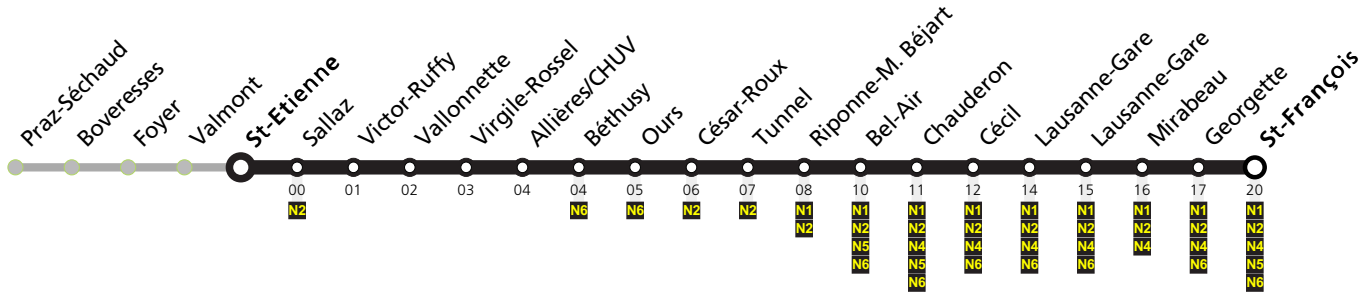 Praz-Séchaud
Boveresses
Foyer
Valmont
St-Etienne
Sallaz
Victor-Ruffy
Vallonnette
Virgile-Rossel
Allières/CHUV
Béthusy
Ours
César-Roux
Tunnel
Riponne-M. Béjart
Bel-Air
Chauderon
Cécil
Lausanne-Gare
Lausanne-Gare
Mirabeau
Georgette
St-François
00 01 02 03 04 04 05 06 07 08 10 11 12 14 15 16 17 20
N2 N6 N6 N2 N2 N1 N1 N1 N1 N1 N1 N1 N1 N1
N2 N2 N2 N2 N2 N2 N2 N2 N2
N5 N4 N4 N4 N4 N4 N4 N4
N6 N5 N6 N6 N6 N6 N5
N6 N6